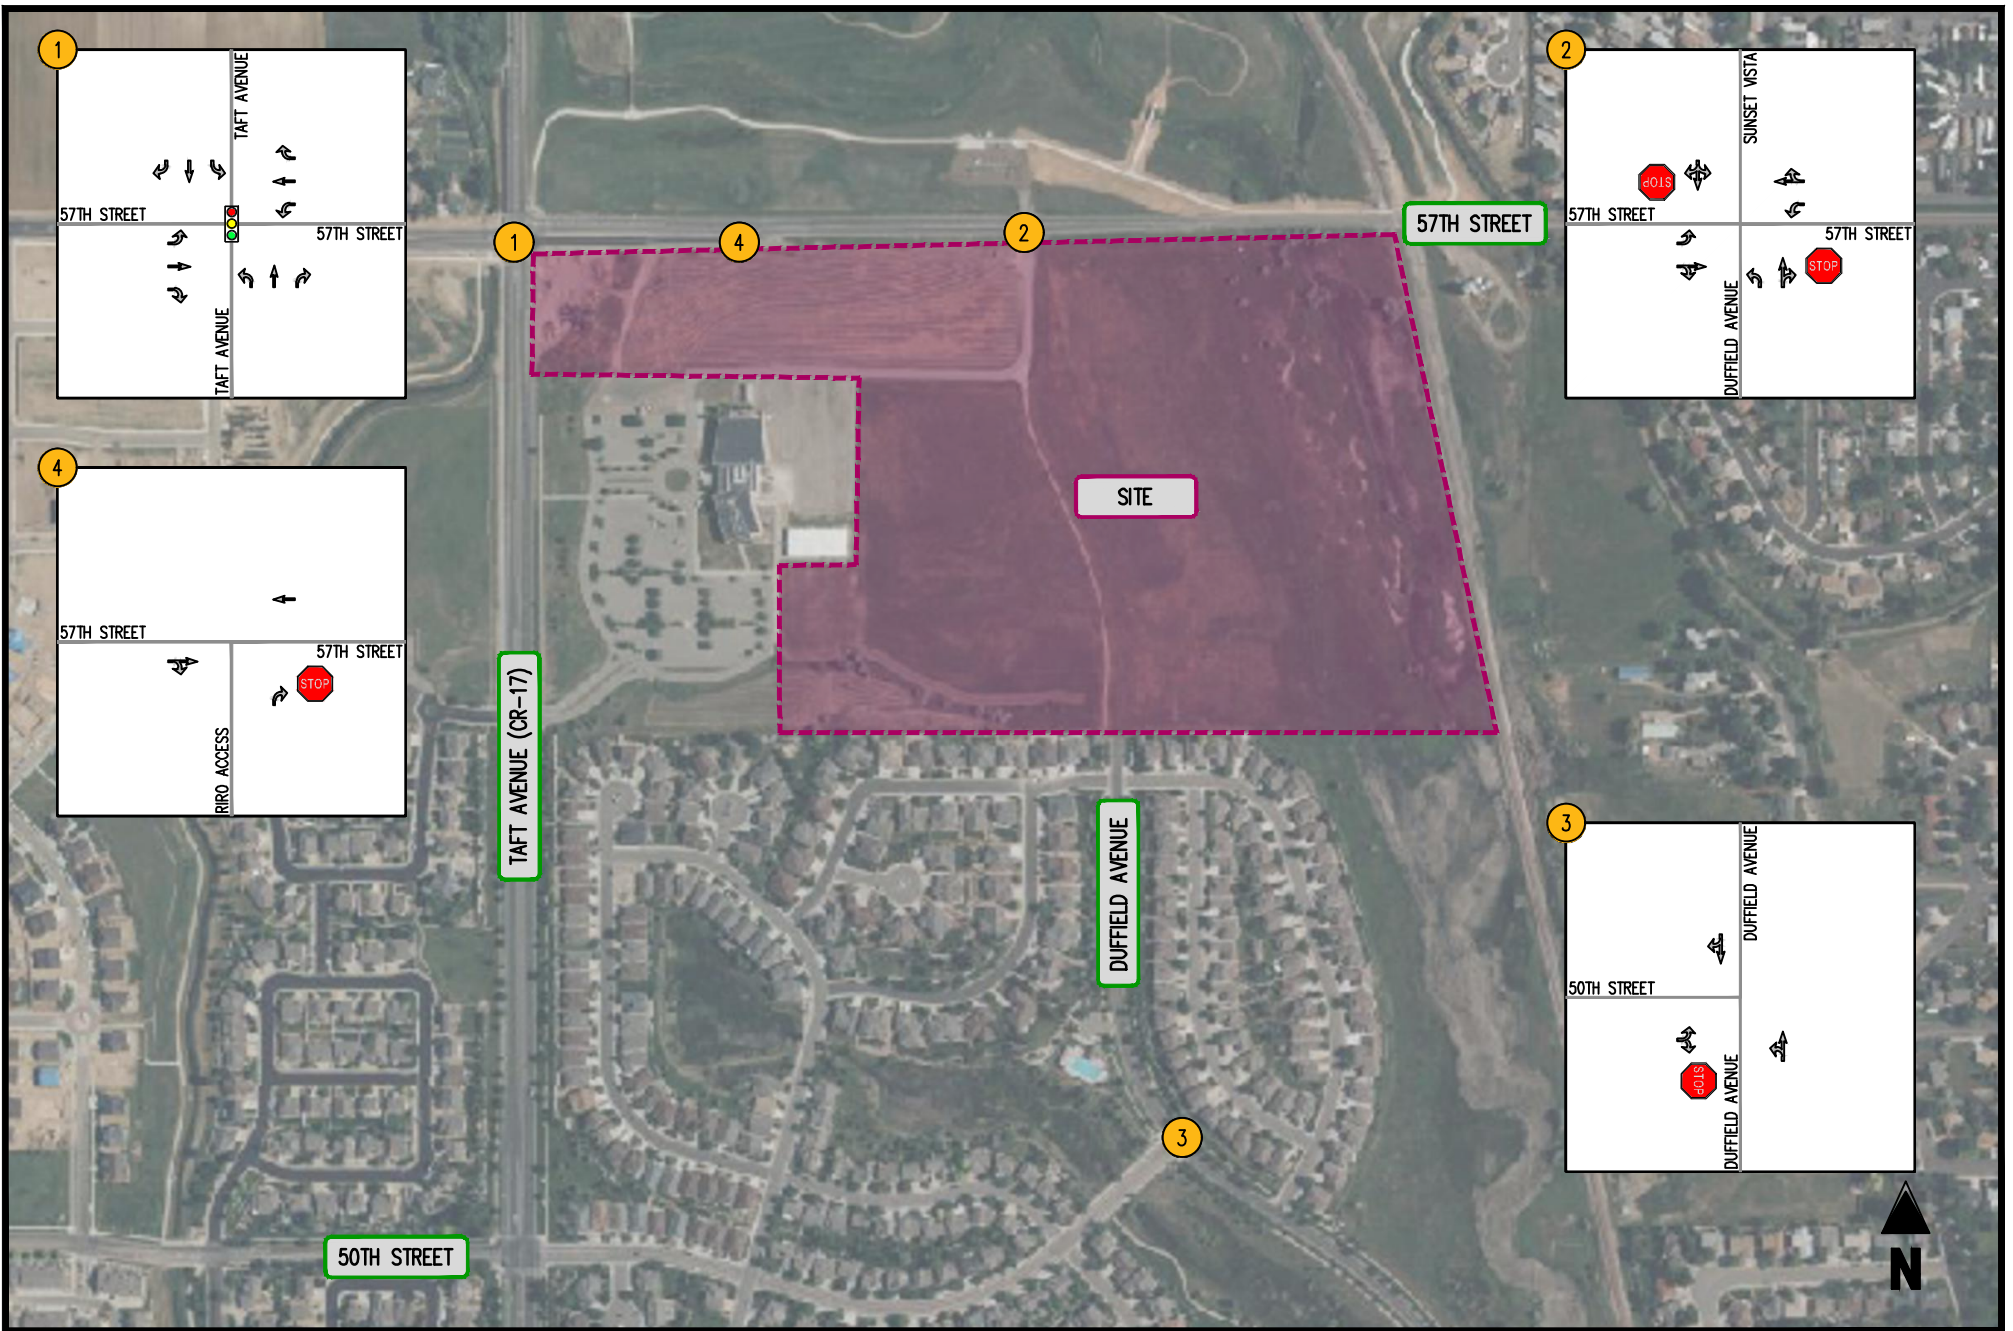 1
TAFT AVENUE
57TH STREET
57TH STREET
TAFT AVENUE
2
SUNSET VISTA
STOP
57TH STREET
57TH STREET
STOP
DUFFIELD AVENUE
57TH STREET
1
4
2
4
57TH STREET
57TH STREET
STOP
RIRO ACCESS
SITE
TAFT AVENUE (CR-17)
DUFFIELD AVENUE
3
DUFFIELD AVENUE
50TH STREET
STOP
DUFFIELD AVENUE
3
50TH STREET
N